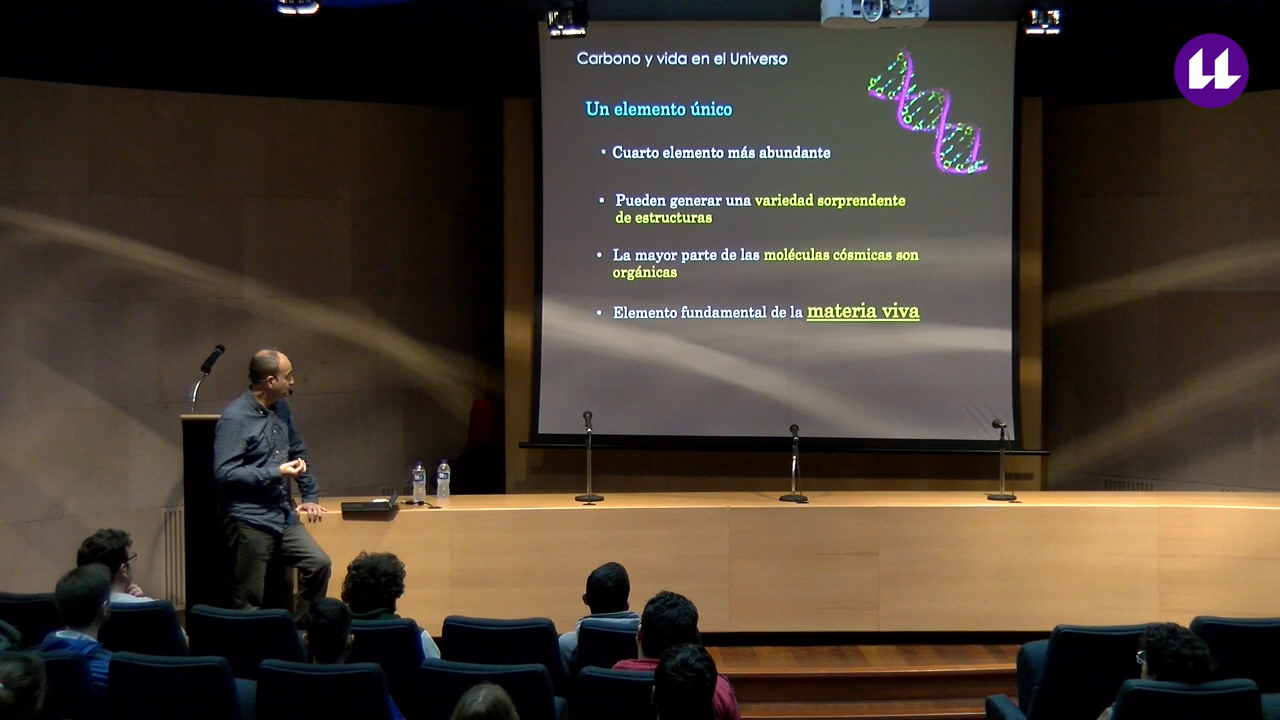 Carbono y vida en el Universo
Un elemento único
• Cuarto elemento más abundante
• Pueden generar una variedad sorprendente
de estructuras
• La mayor parte de las moléculas cósmicas son
orgánicas
• Elemento fundamental de la materia viva